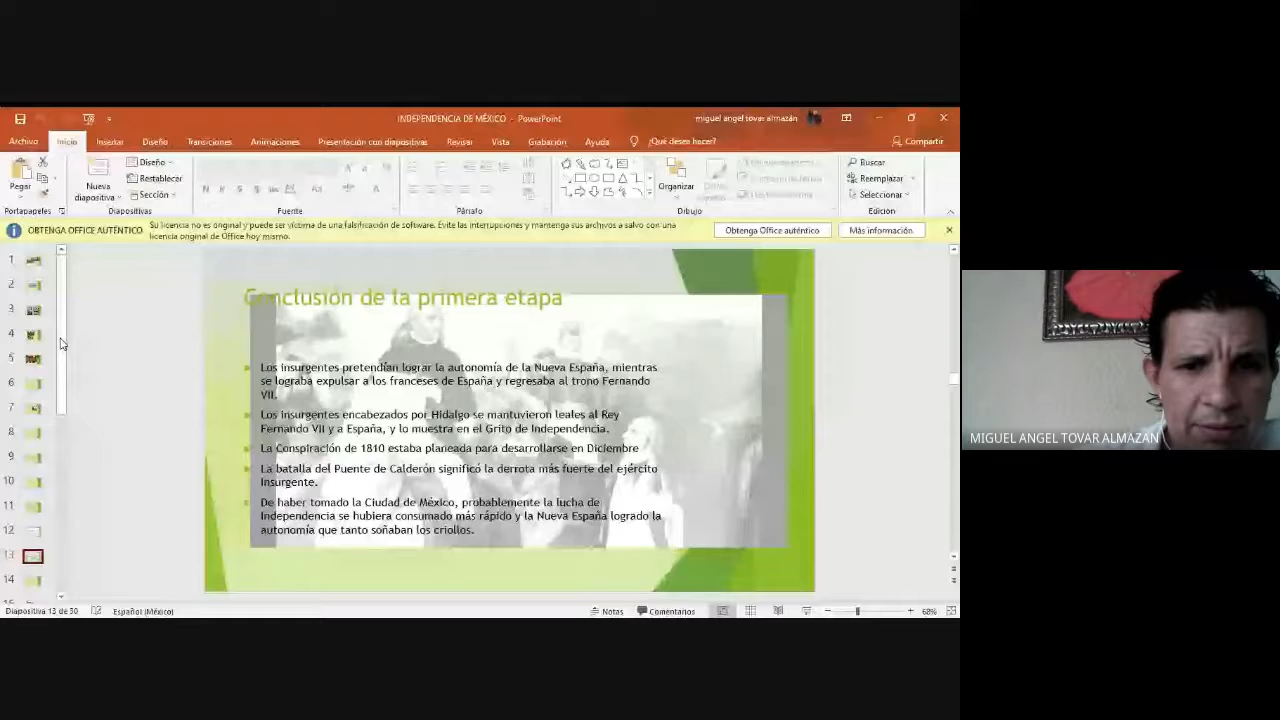 INDEPENDENCIA DE MÉXICO - PowerPoint
miguel angel tovar almazán
Archivo Inicio Insertar Diseño Transiciones Animaciones Presentación con diapositivas Revisar Vista Grabación Ayuda ¿Qué desea hacer? Compartir
Pegar
Nueva diapositiva
Diseño
Restablecer
Sección
Organizar
Buscar
Reemplazar
Seleccionar
Portapapeles Diapositivas Fuente Párrafo Dibujo Edición
OBTENGA OFFICE AUTÉNTICO
Su licencia no es original y puede ser víctima de una falsificación de software. Evite las interrupciones y mantenga sus archivos a salvo con una
licencia original de Office hoy mismo.
Obtenga Office auténtico
Más información
1
2
3
4
5
6
7
8
9
10
11
12
13
14
Conclusión de la primera etapa
Los insurgentes pretendían lograr la autonomía de la Nueva España, mientras
se lograba expulsar a los franceses de España y regresaba al trono Fernando
VII.
Los insurgentes encabezados por Hidalgo se mantuvieron leales al Rey
Fernando VII y a España, y lo muestra en el Grito de Independencia.
La Conspiración de 1810 estaba planeada para desarrollarse en Diciembre
La batalla del Puente de Calderón significó la derrota más fuerte del ejército
Insurgente.
De haber tomado la Ciudad de México, probablemente la lucha de
Independencia se hubiera consumado más rápido y la Nueva España logrado la
autonomía que tanto soñaban los criollos.
Diapositiva 13 de 30 Español (México) Notas Comentarios 68%
MIGUEL ANGEL TOVAR ALMAZAN